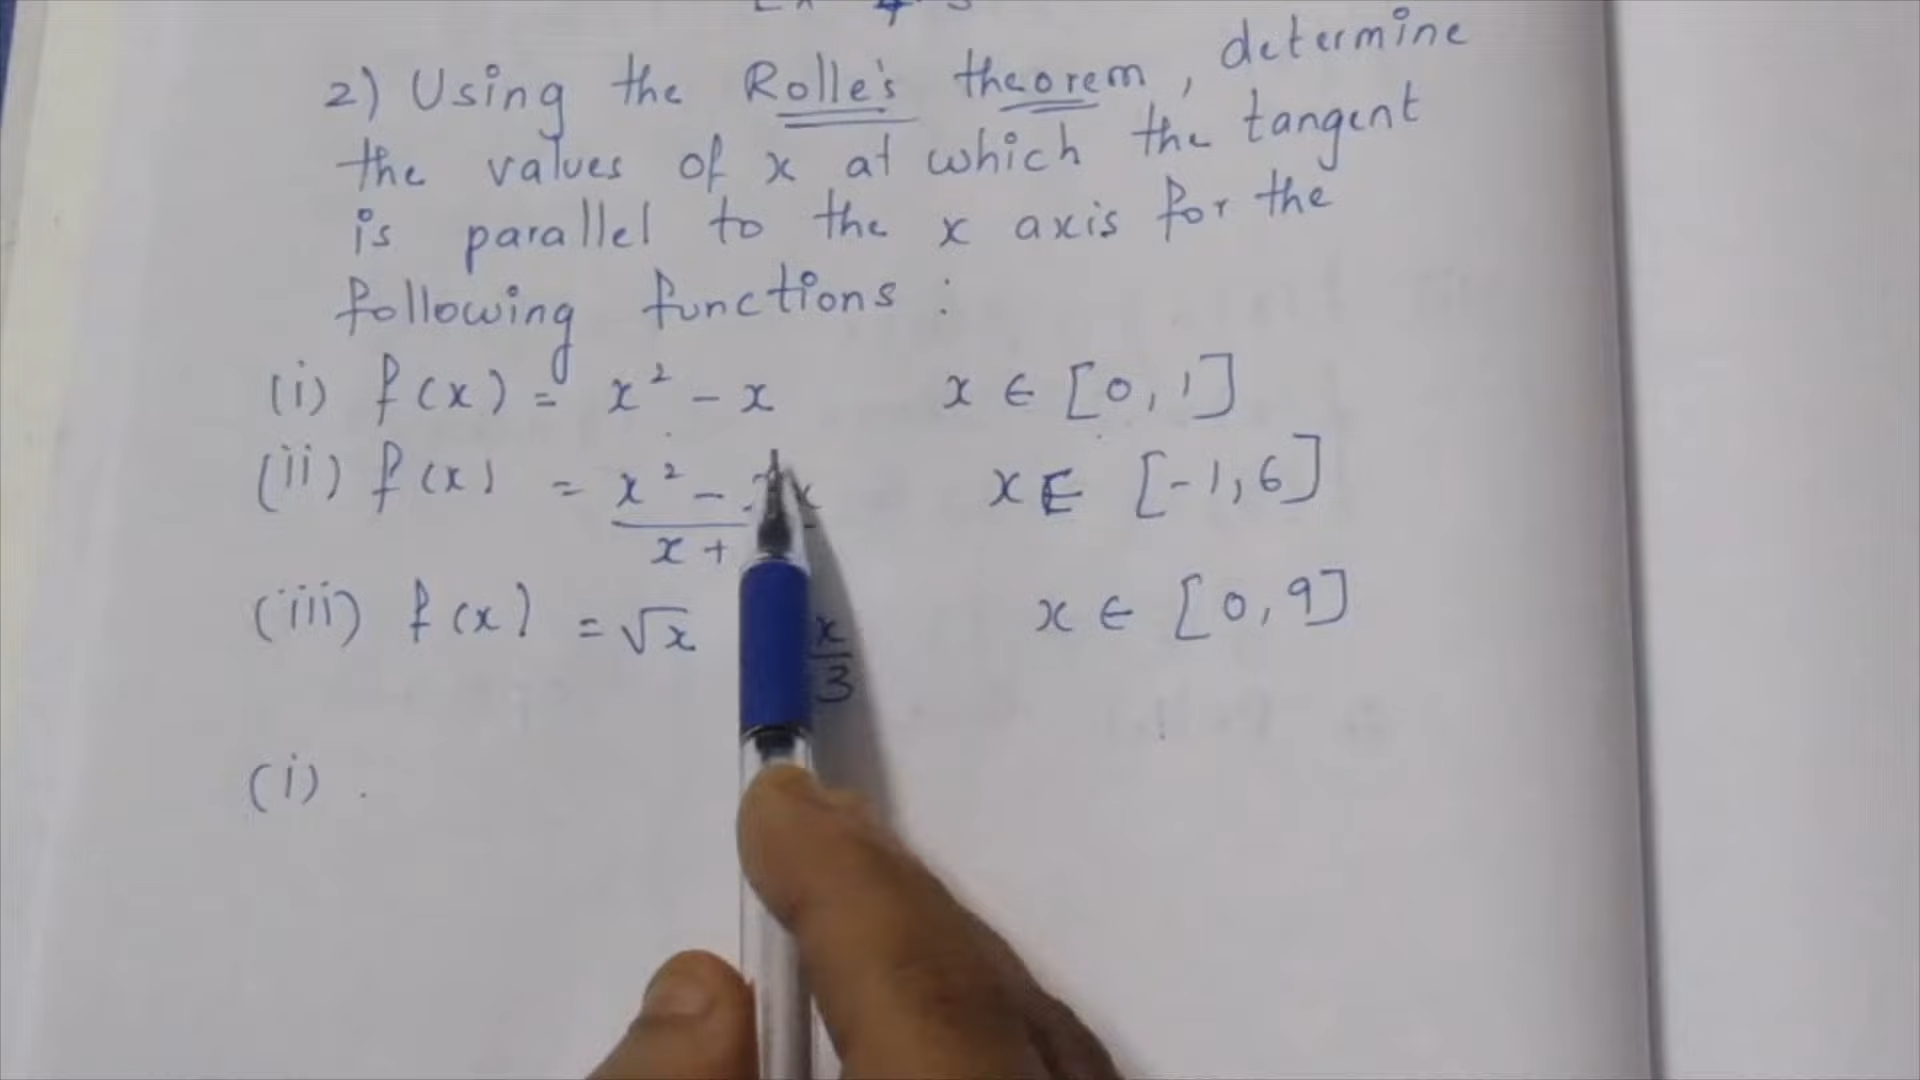 2) Using the Rolle's theorem, determine
the values of x at which the tangent
is parallel to the x axis for the
following functions :
(i) f(x) = x² - x x ∈ [0,1]
(ii) f(x) = x² - x / x + x ∈ [-1,6]
(iii) f(x) = √x x/3 x ∈ [0,9]
(i) .